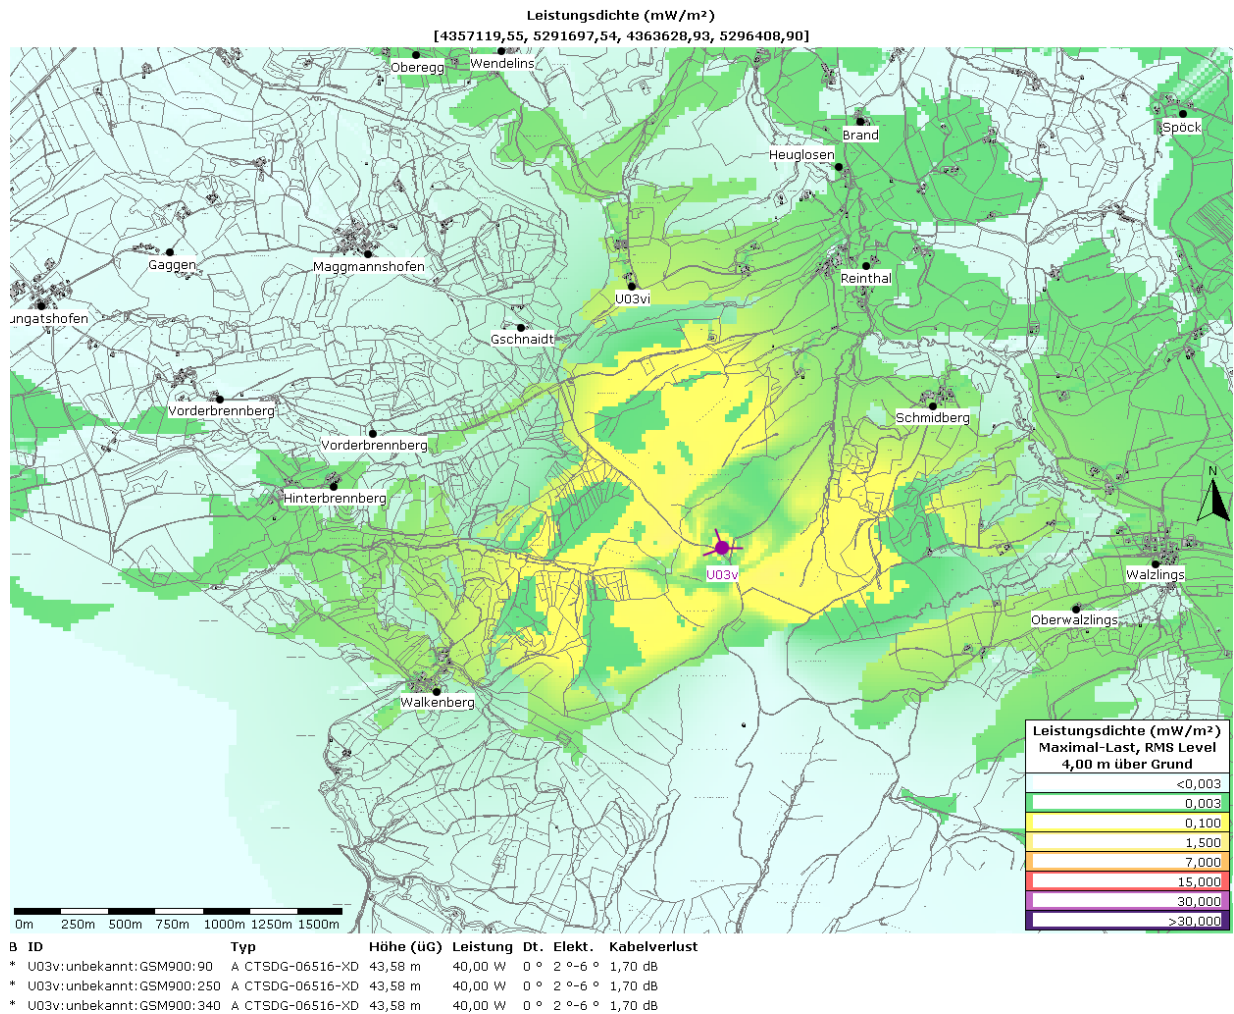 Leistungsdichte (mW/m²)
[4357119,55, 5291697,54, 4363628,93, 5296408,90]
Oberegg
Wendelins
Spöck
Brand
Heuglosen
Gaggen
Maggmannshofen
Reinthal
U03vi
ungatshofen
Gschnaidt
Vorderbrennberg
Schmidberg
Vorderbrennberg
Hinterbrennberg
N
U03v
Walzlings
Oberwalzlings
Walkenberg
Leistungsdichte (mW/m²)
Maximal-Last, RMS Level
4,00 m über Grund
<0,003
0,003
0,100
1,500
7,000
15,000
30,000
>30,000
0m 250m 500m 750m 1000m 1250m 1500m
B ID Typ Höhe (üG) Leistung Dt. Elekt. Kabelverlust
* U03v:unbekannt:GSM900:90 A CTSDG-06516-XD 43,58 m 40,00 W 0 ° 2 °-6 ° 1,70 dB
* U03v:unbekannt:GSM900:250 A CTSDG-06516-XD 43,58 m 40,00 W 0 ° 2 °-6 ° 1,70 dB
* U03v:unbekannt:GSM900:340 A CTSDG-06516-XD 43,58 m 40,00 W 0 ° 2 °-6 ° 1,70 dB